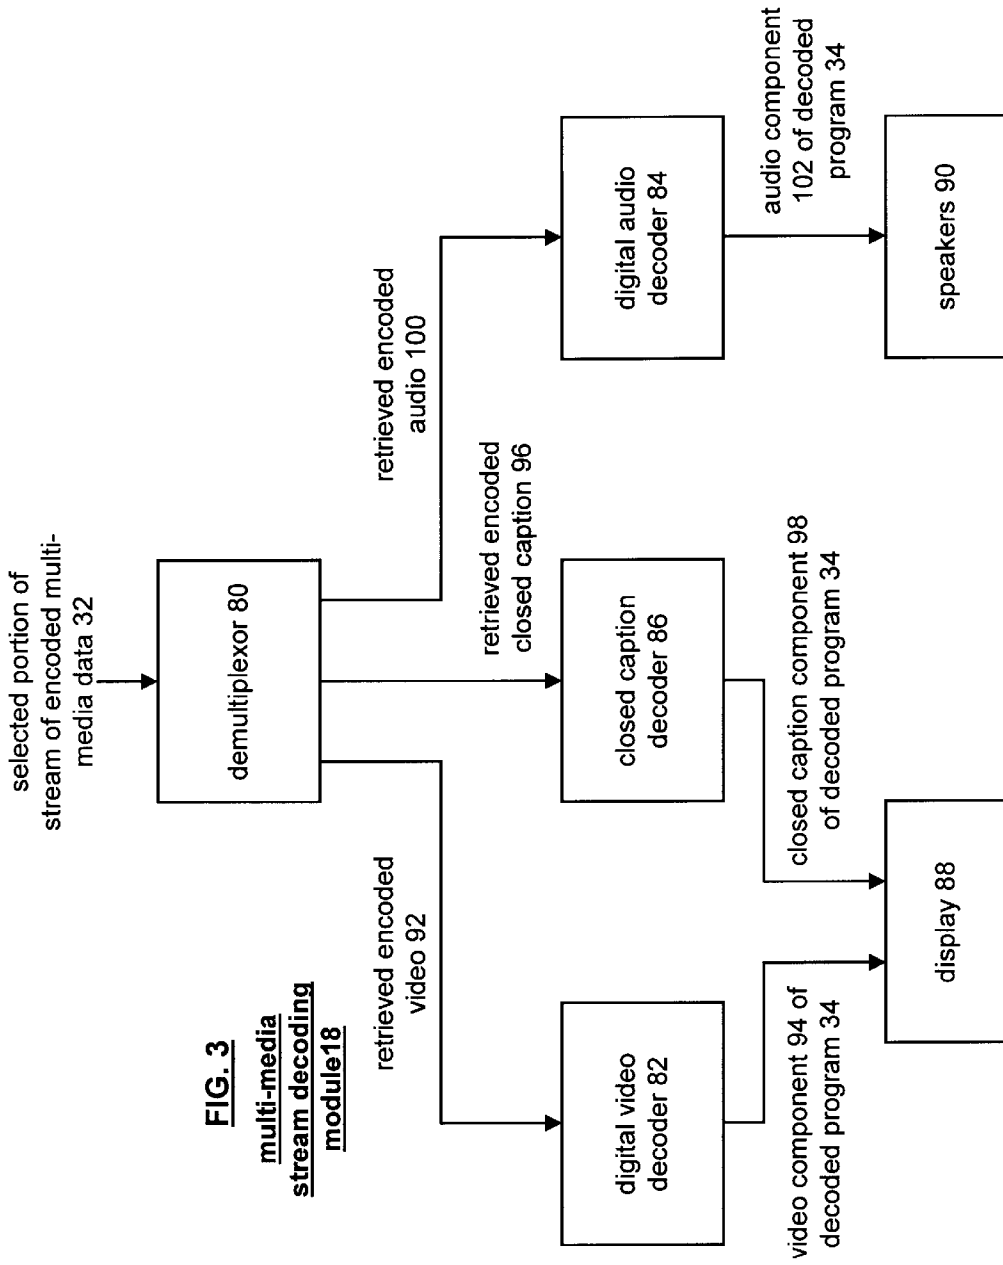 FIG. 3
multi-media
stream decoding
module18
selected portion of
stream of encoded multi-
media data 32
demultiplexor 80
retrieved encoded
video 92
retrieved encoded
closed caption 96
retrieved encoded
audio 100
digital video
decoder 82
closed caption
decoder 86
digital audio
decoder 84
video component 94 of
decoded program 34
closed caption component 98
of decoded program 34
audio component
102 of decoded
program 34
display 88
speakers 90